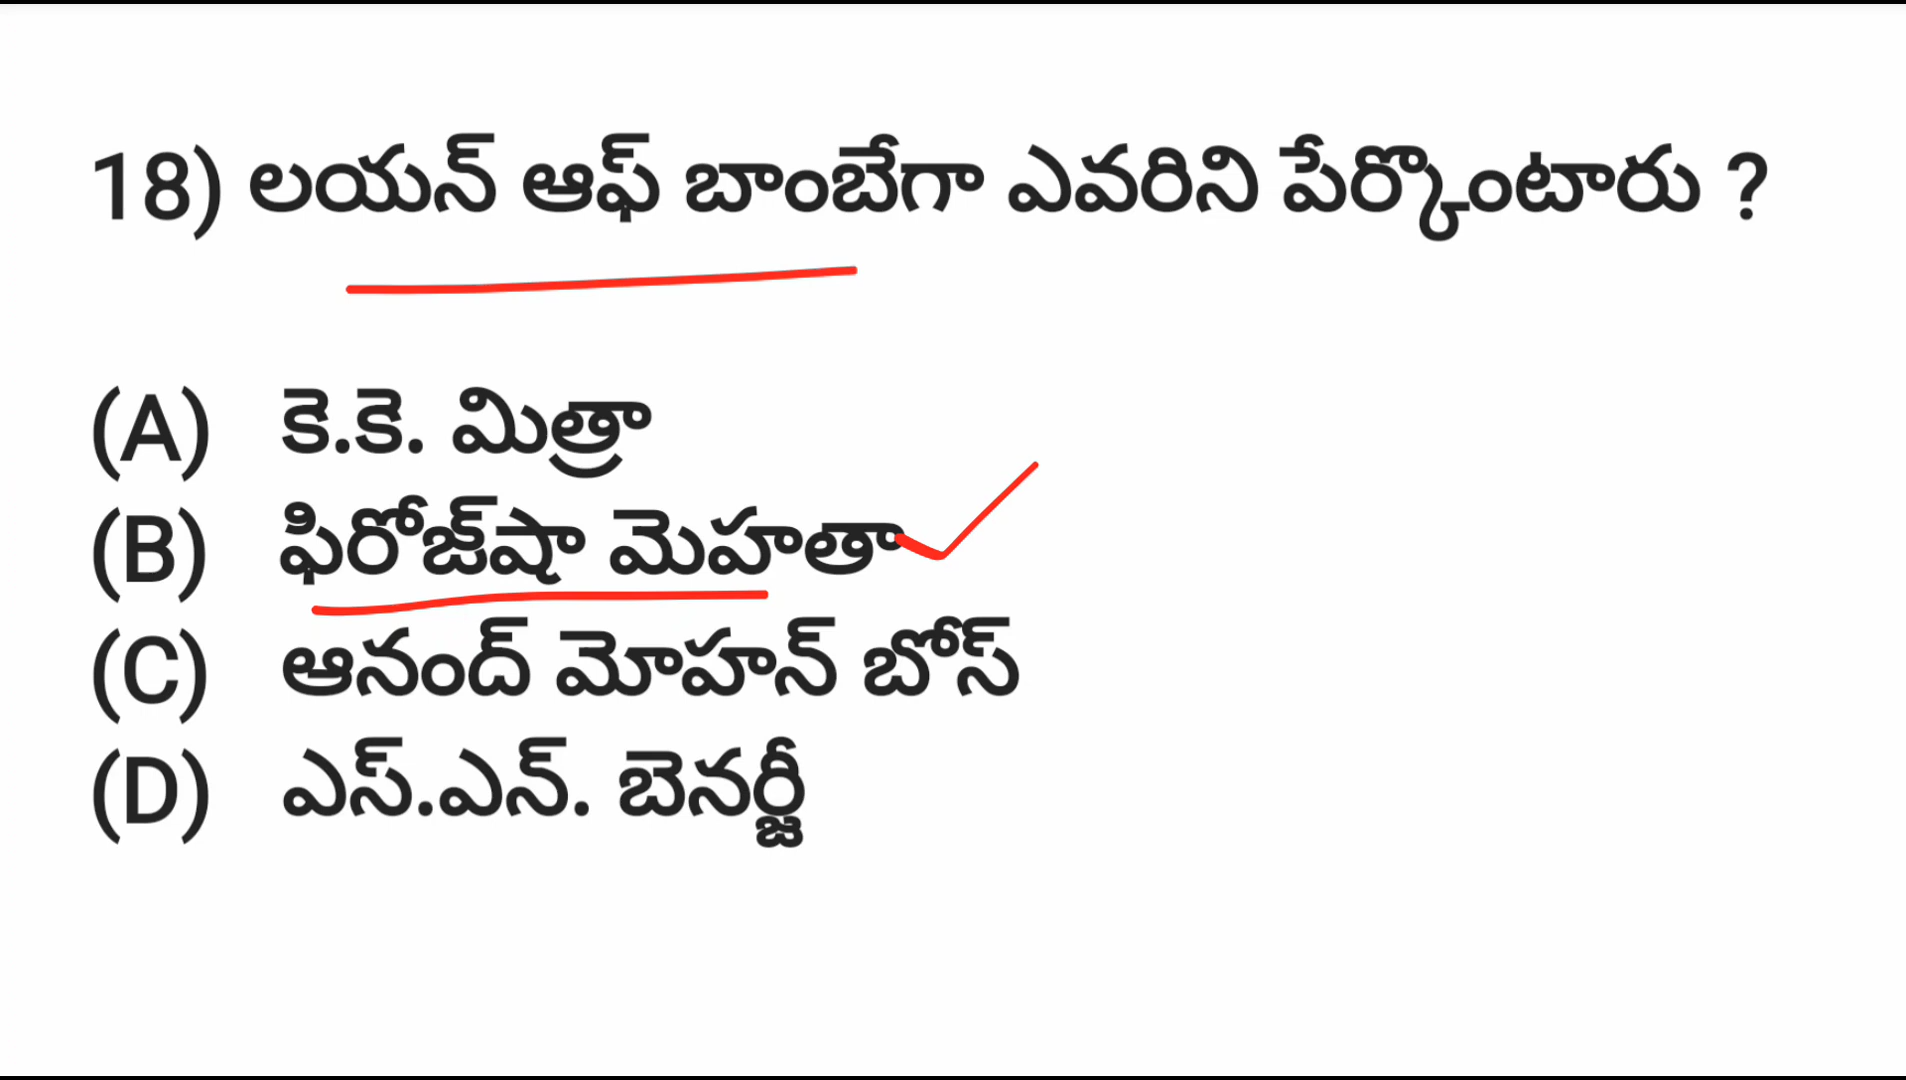 18) లయన్ ఆఫ్ బాంబేగా ఎవరిని పేర్కొంటారు ?
(A) కె.కె. మిత్రా
(B) ఫిరోజ్‌షా మెహతా
(C) ఆనంద్ మోహన్ బోస్
(D) ఎస్.ఎన్. బెనర్జీ